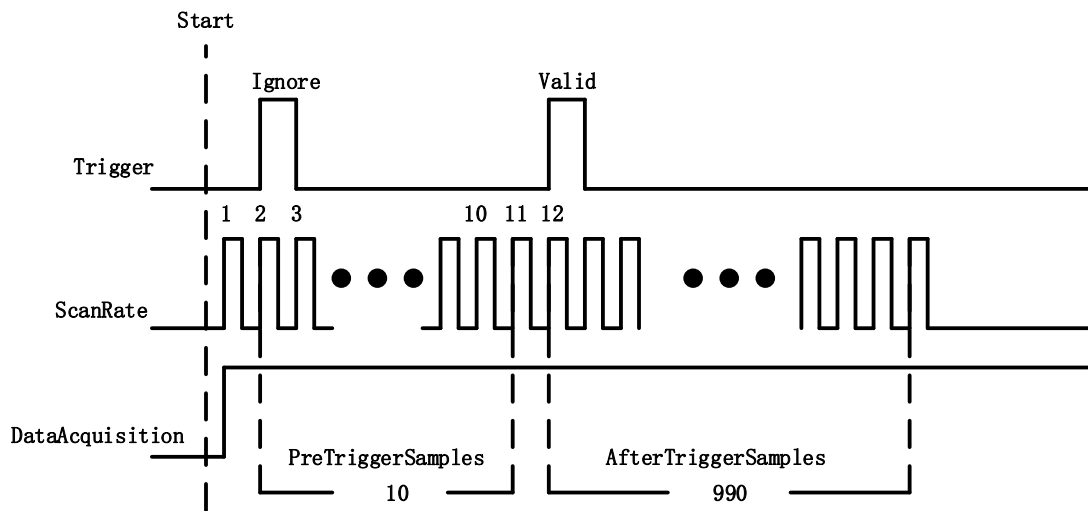 Start
Ignore
Valid
Trigger
1 2 3 10 11 12
ScanRate
DataAcquisition
PreTriggerSamples
AfterTriggerSamples
10
990